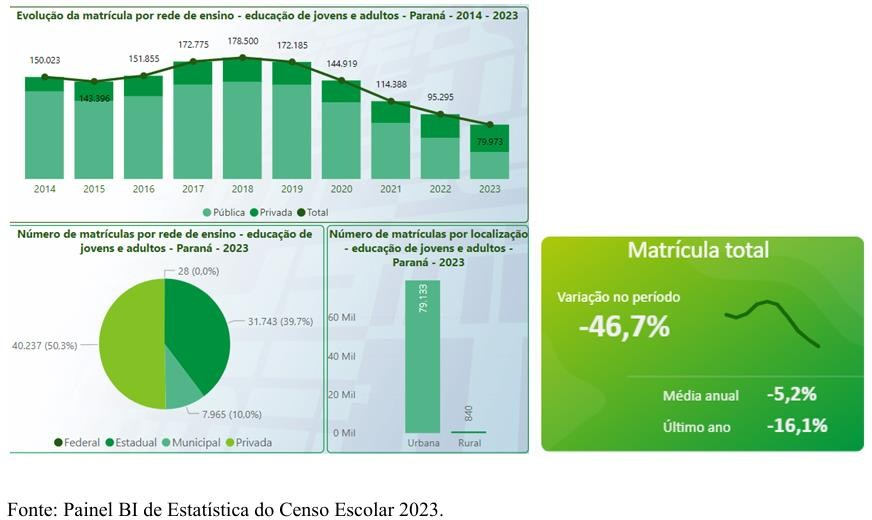 Evolução da matrícula por rede de ensino - educação de jovens e adultos - Paraná - 2014 - 2023
150.023
143.396
151.855
172.775
178.500
172.185
144.919
114.388
95.295
79.973
2014 2015 2016 2017 2018 2019 2020 2021 2022 2023
Pública Privada Total
Número de matrículas por rede de ensino - educação de
jovens e adultos - Paraná - 2023
28 (0,0%)
31.743 (39,7%)
40.237 (50,3%)
7.965 (10,0%)
Federal Estadual Municipal Privada
Número de matrículas por localização
- educação de jovens e adultos -
Paraná - 2023
79.133
60 Mil
40 Mil
20 Mil
840
0 Mil
Urbana Rural
Matrícula total
Variação no período
-46,7%
Média anual -5,2%
Último ano -16,1%
Fonte: Painel BI de Estatística do Censo Escolar 2023.